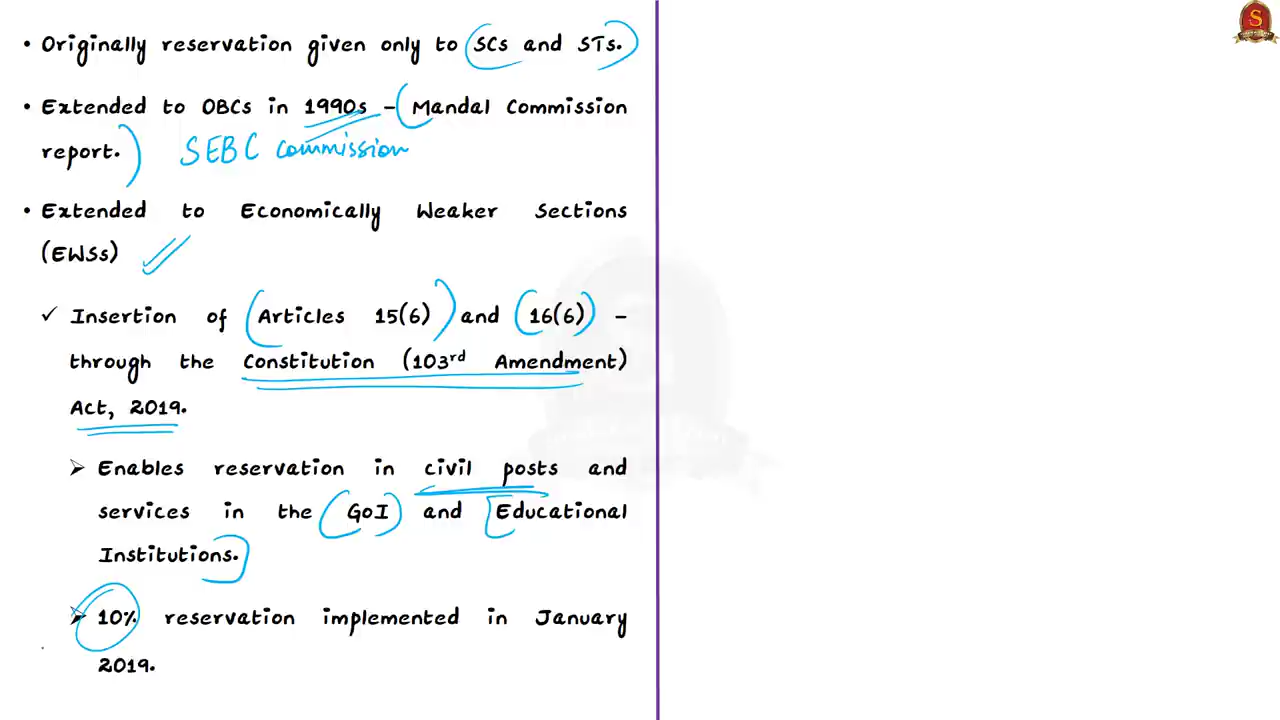 • Originally reservation given only to SCs and STs.
• Extended to OBCs in 1990s – Mandal Commission
report. SEBC Commission
• Extended to Economically Weaker Sections
(EWSs)
✓ Insertion of Articles 15(6) and 16(6) –
through the Constitution (103rd Amendment)
Act, 2019.
➢ Enables reservation in civil posts and
services in the GoI and Educational
Institutions.
➢ 10% reservation implemented in January
2019.
S